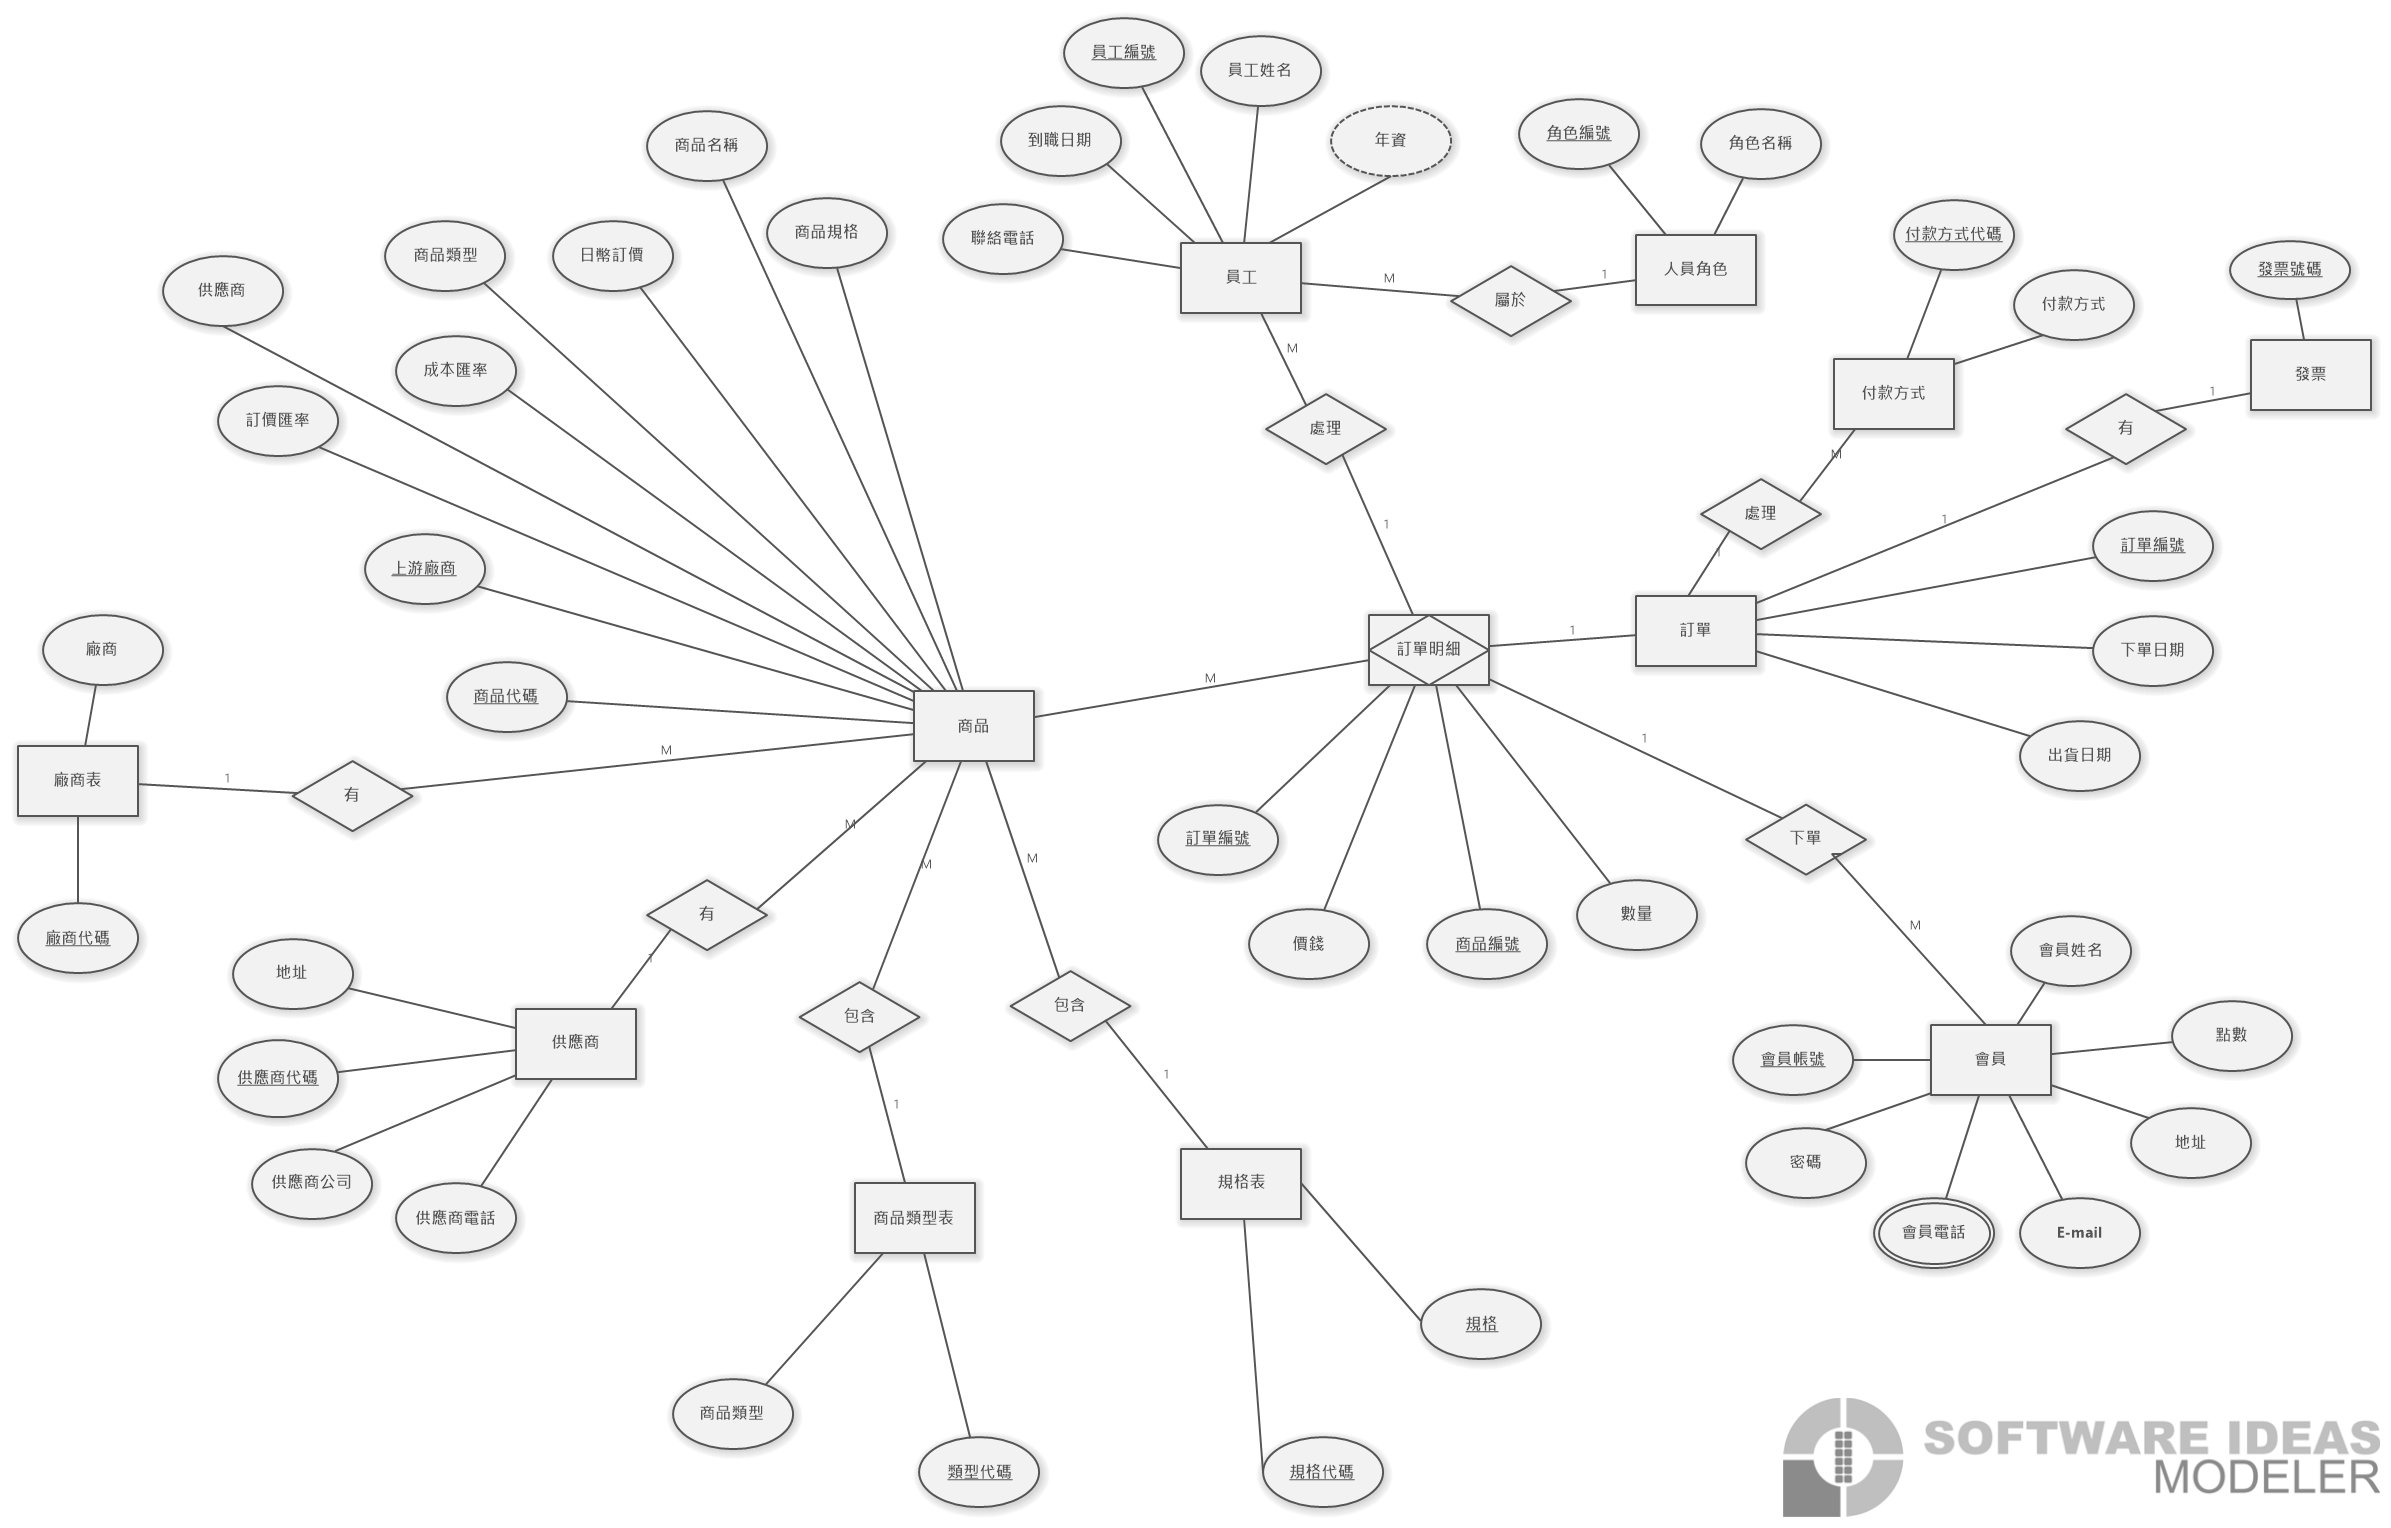 員工編號
員工姓名
到職日期
年資
角色編號
角色名稱
商品名稱
商品規格
聯絡電話
付款方式代碼
商品類型
日幣訂價
員工
人員角色
發票號碼
供應商
M
屬於
1
付款方式
成本匯率
M
付款方式
發票
1
訂價匯率
處理
有
M
處理
1
1
1
訂單編號
上游廠商
廠商
訂單明細
1
訂單
下單日期
商品代碼
M
商品
1
出貨日期
廠商表
1
有
M
M
訂單編號
下單
M
M
有
廠商代碼
價錢
商品編號
數量
M
會員姓名
地址
1
包含
包含
供應商
點數
供應商代碼
1
1
會員帳號
會員
供應商公司
供應商電話
商品類型表
規格表
密碼
地址
會員電話
E-mail
規格
商品類型
類型代碼
規格代碼
SOFTWARE IDEAS
MODELER